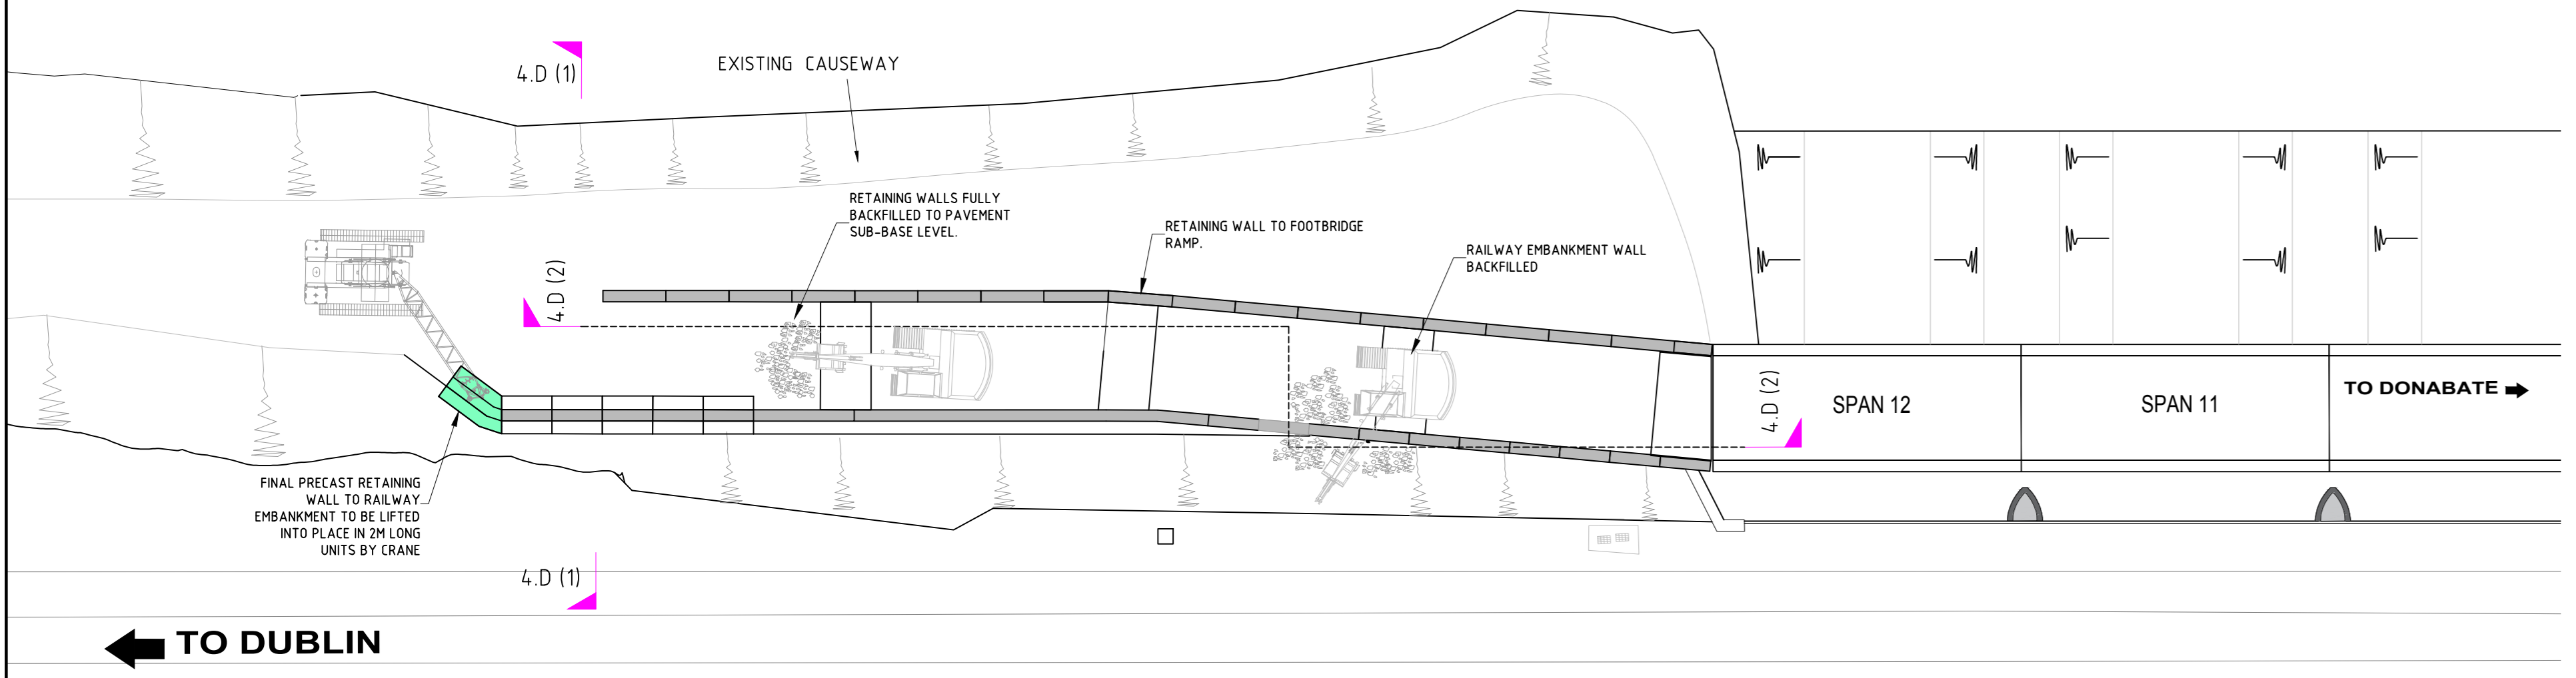 4.D (1)
EXISTING CAUSEWAY
RETAINING WALLS FULLY
BACKFILLED TO PAVEMENT
SUB-BASE LEVEL.
RETAINING WALL TO FOOTBRIDGE
RAMP.
RAILWAY EMBANKMENT WALL
BACKFILLED
4.D (2)
4.D (2)
SPAN 12
SPAN 11
TO DONABATE
FINAL PRECAST RETAINING
WALL TO RAILWAY
EMBANKMENT TO BE LIFTED
INTO PLACE IN 2M LONG
UNITS BY CRANE
4.D (1)
TO DUBLIN